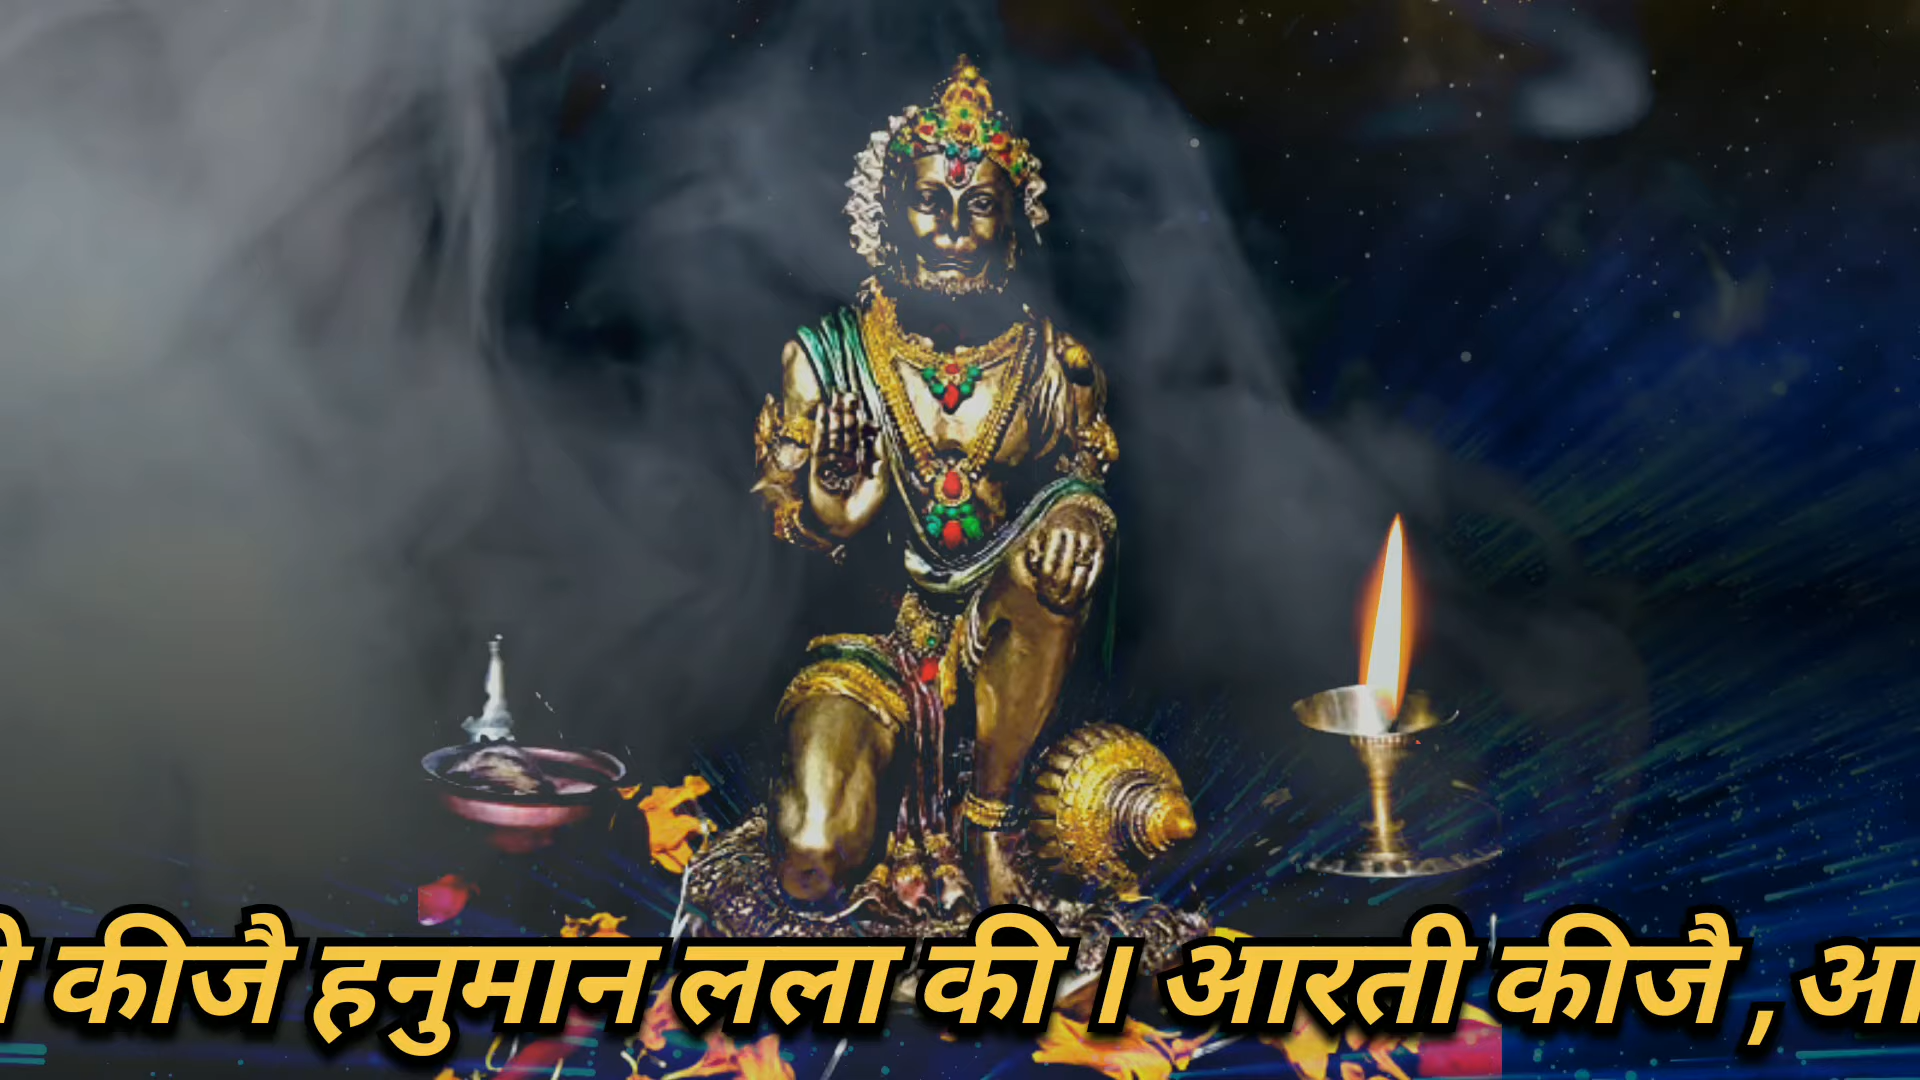 कीजै हनुमान लला की । आरती कीजै , आ